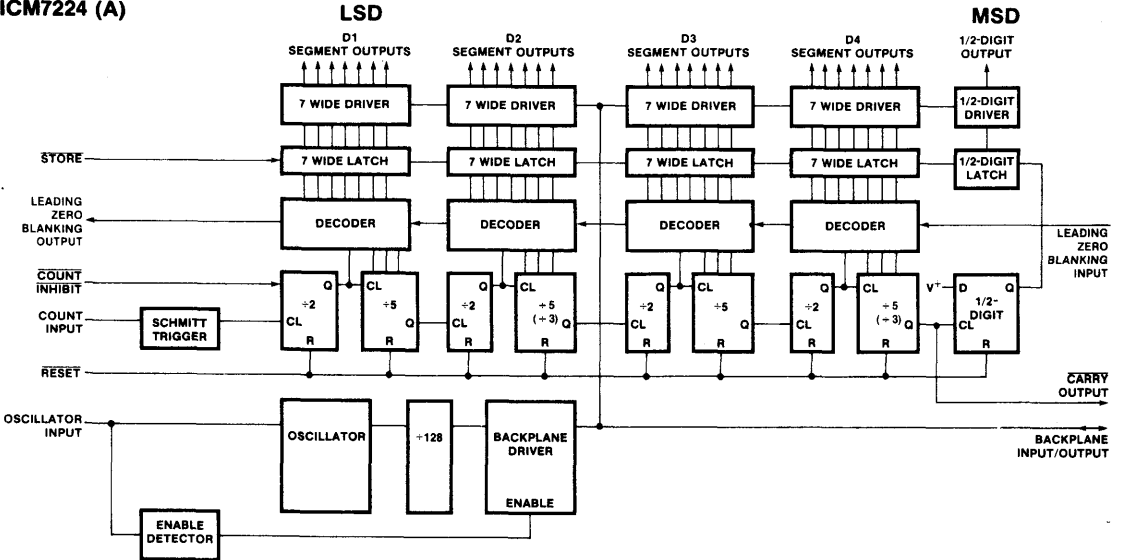 ICM7224 (A)
LSD
MSD
D1
SEGMENT OUTPUTS
D2
SEGMENT OUTPUTS
D3
SEGMENT OUTPUTS
D4
SEGMENT OUTPUTS
1/2-DIGIT
OUTPUT
7 WIDE DRIVER
7 WIDE DRIVER
7 WIDE DRIVER
7 WIDE DRIVER
1/2-DIGIT
DRIVER
STORE
7 WIDE LATCH
7 WIDE LATCH
7 WIDE LATCH
7 WIDE LATCH
1/2-DIGIT
LATCH
LEADING
ZERO
BLANKING
OUTPUT
DECODER
DECODER
DECODER
DECODER
LEADING
ZERO
BLANKING
INPUT
COUNT
INHIBIT
COUNT
INPUT
SCHMITT
TRIGGER
Q
÷2
CL
R
CL
÷5
Q
R
Q
÷2
CL
R
CL
÷5
(÷3)
Q
R
Q
÷2
CL
R
CL
÷5
Q
R
Q
÷2
CL
R
CL
÷5
(÷3)
Q
R
V+
D
Q
1/2-
DIGIT
CL
R
RESET
CARRY
OUTPUT
OSCILLATOR
INPUT
OSCILLATOR
÷128
BACKPLANE
DRIVER
ENABLE
BACKPLANE
INPUT/OUTPUT
ENABLE
DETECTOR